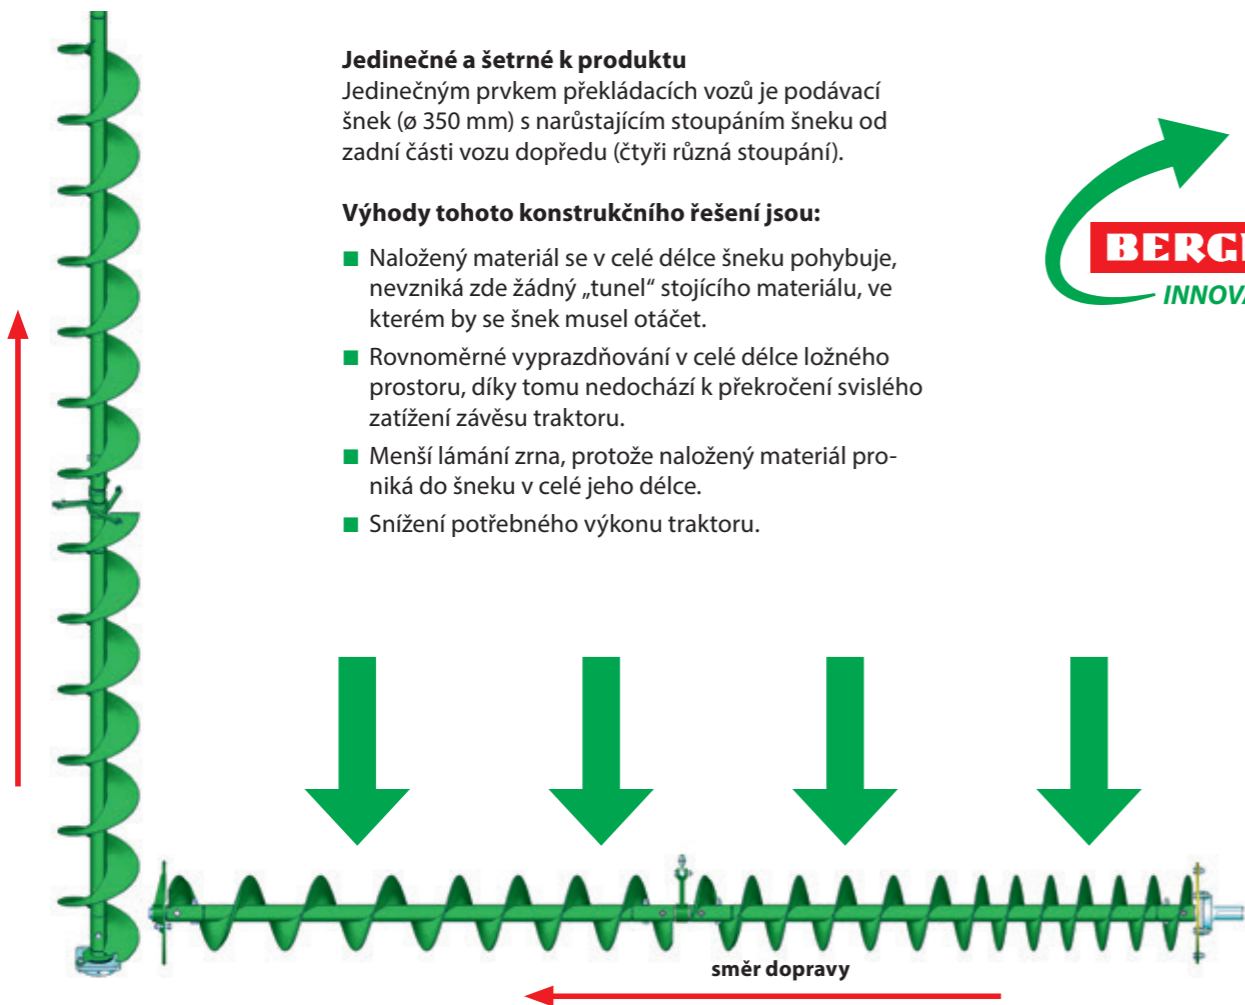 Jedinečné a šetrné k produktu
Jedinečným prvkem překládacích vozů je podávací
šnek (ø 350 mm) s narůstajícím stoupáním šneku od
zadní části vozu dopředu (čtyři různá stoupání).
Výhody tohoto konstrukčního řešení jsou:
Naložený materiál se v celé délce šneku pohybuje,
nevzniká zde žádný „tunel“ stojícího materiálu, ve
kterém by se šnek musel otáčet.
Rovnoměrné vyprazdňování v celé délce ložného
prostoru, díky tomu nedochází k překročení svislého
zatížení závěsu traktoru.
Menší lámání zrna, protože naložený materiál pro-
niká do šneku v celé jeho délce.
Snížení potřebného výkonu traktoru.
směr dopravy